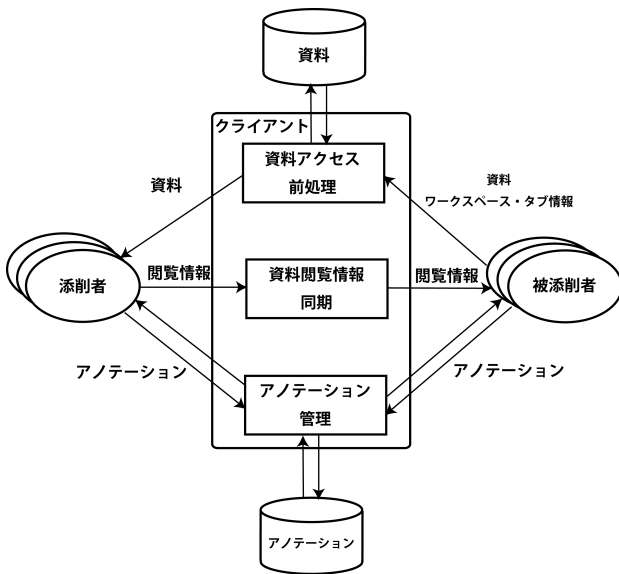 資料
クライアント
資料アクセス
前処理
資料
資料
ワークスペース・タブ情報
添削者
閲覧情報
資料閲覧情報
同期
閲覧情報
被添削者
アノテーション
アノテーション
管理
アノテーション
アノテーション